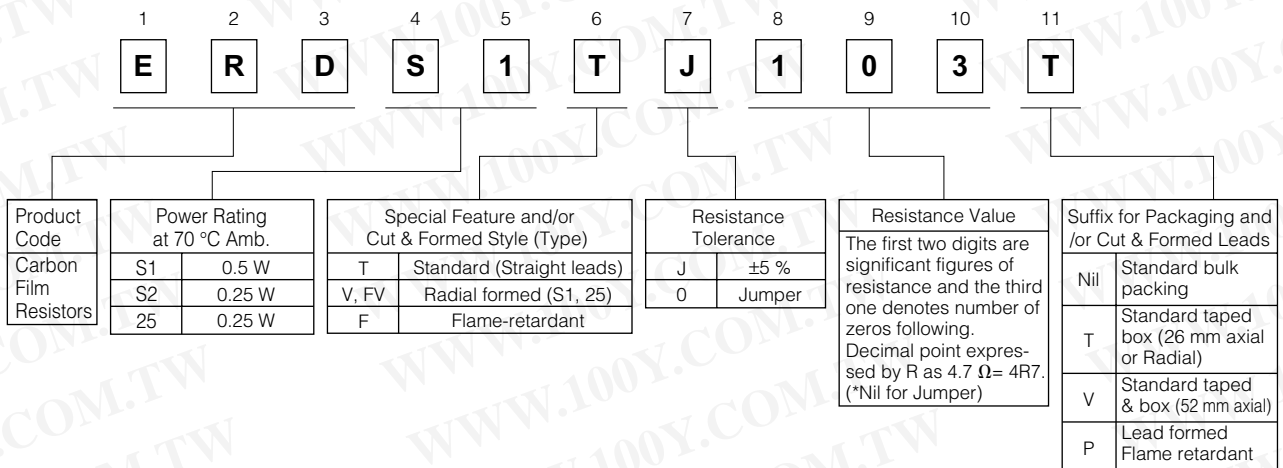 1 2 3 4 5 6 7 8 9 10 11
E R D S 1 T J 1 0 3 T
Product
Code
Carbon
Film
Resistors
Power Rating
at 70 °C Amb.
S1 0.5 W
S2 0.25 W
25 0.25 W
Special Feature and/or
Cut & Formed Style (Type)
T Standard (Straight leads)
V, FV Radial formed (S1, 25)
F Flame-retardant
Resistance
Tolerance
J ±5 %
0 Jumper
Resistance Value
The first two digits are
significant figures of
resistance and the third
one denotes number of
zeros following.
Decimal point expres-
sed by R as 4.7 Ω= 4R7.
(*Nil for Jumper)
Suffix for Packaging and
/or Cut & Formed Leads
Nil Standard bulk
packing
T Standard taped
box (26 mm axial
or Radial)
V Standard taped
& box (52 mm axial)
P Lead formed
Flame retardant
WWW.100Y.COM.TW